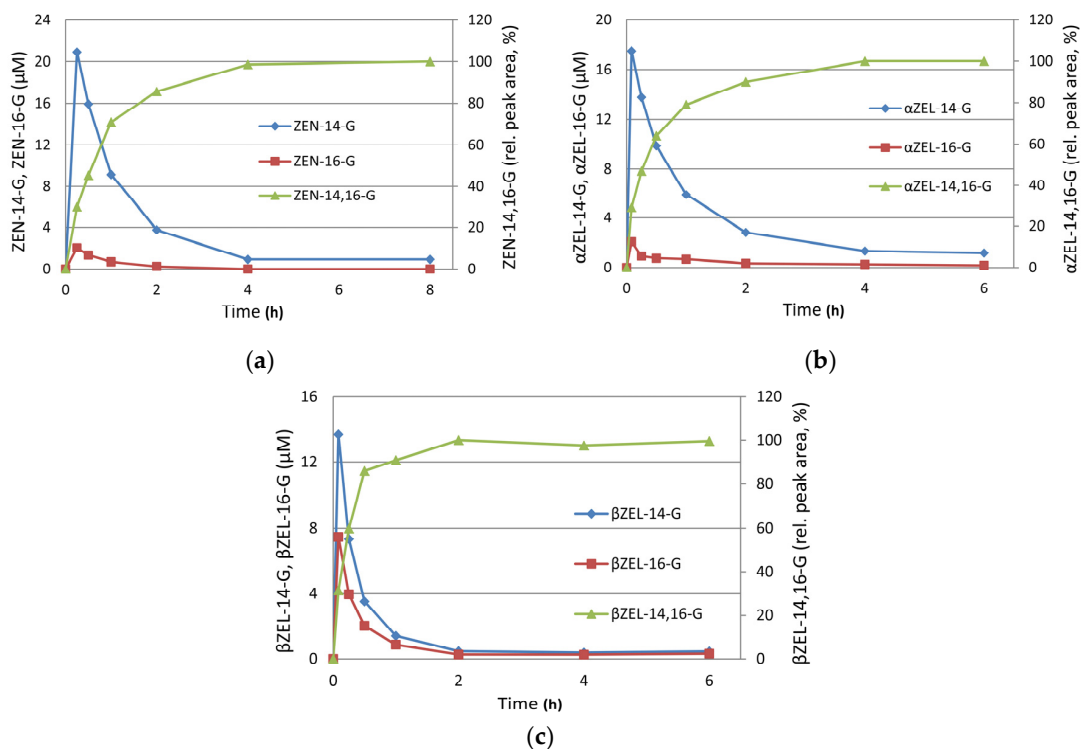 24
20
16
12
8
4
0
120
100
80
60
40
20
0
0
2
4
6
8
ZEN-14-G, ZEN-16-G (µM)
ZEN-14,16-G (rel. peak area, %)
Time (h)
ZEN-14-G
ZEN-16-G
ZEN-14,16-G
(a)
20
16
12
8
4
0
120
100
80
60
40
20
0
0
2
4
6
αZEL-14-G, αZEL-16-G (µM)
αZEL-14,16-G (rel. peak area, %)
Time (h)
αZEL-14-G
αZEL-16-G
αZEL-14,16-G
(b)
16
12
8
4
0
120
100
80
60
40
20
0
0
2
4
6
βZEL-14-G, βZEL-16-G (µM)
βZEL-14,16-G (rel. peak area, %)
Time (h)
βZEL-14-G
βZEL-16-G
βZEL-14,16-G
(c)